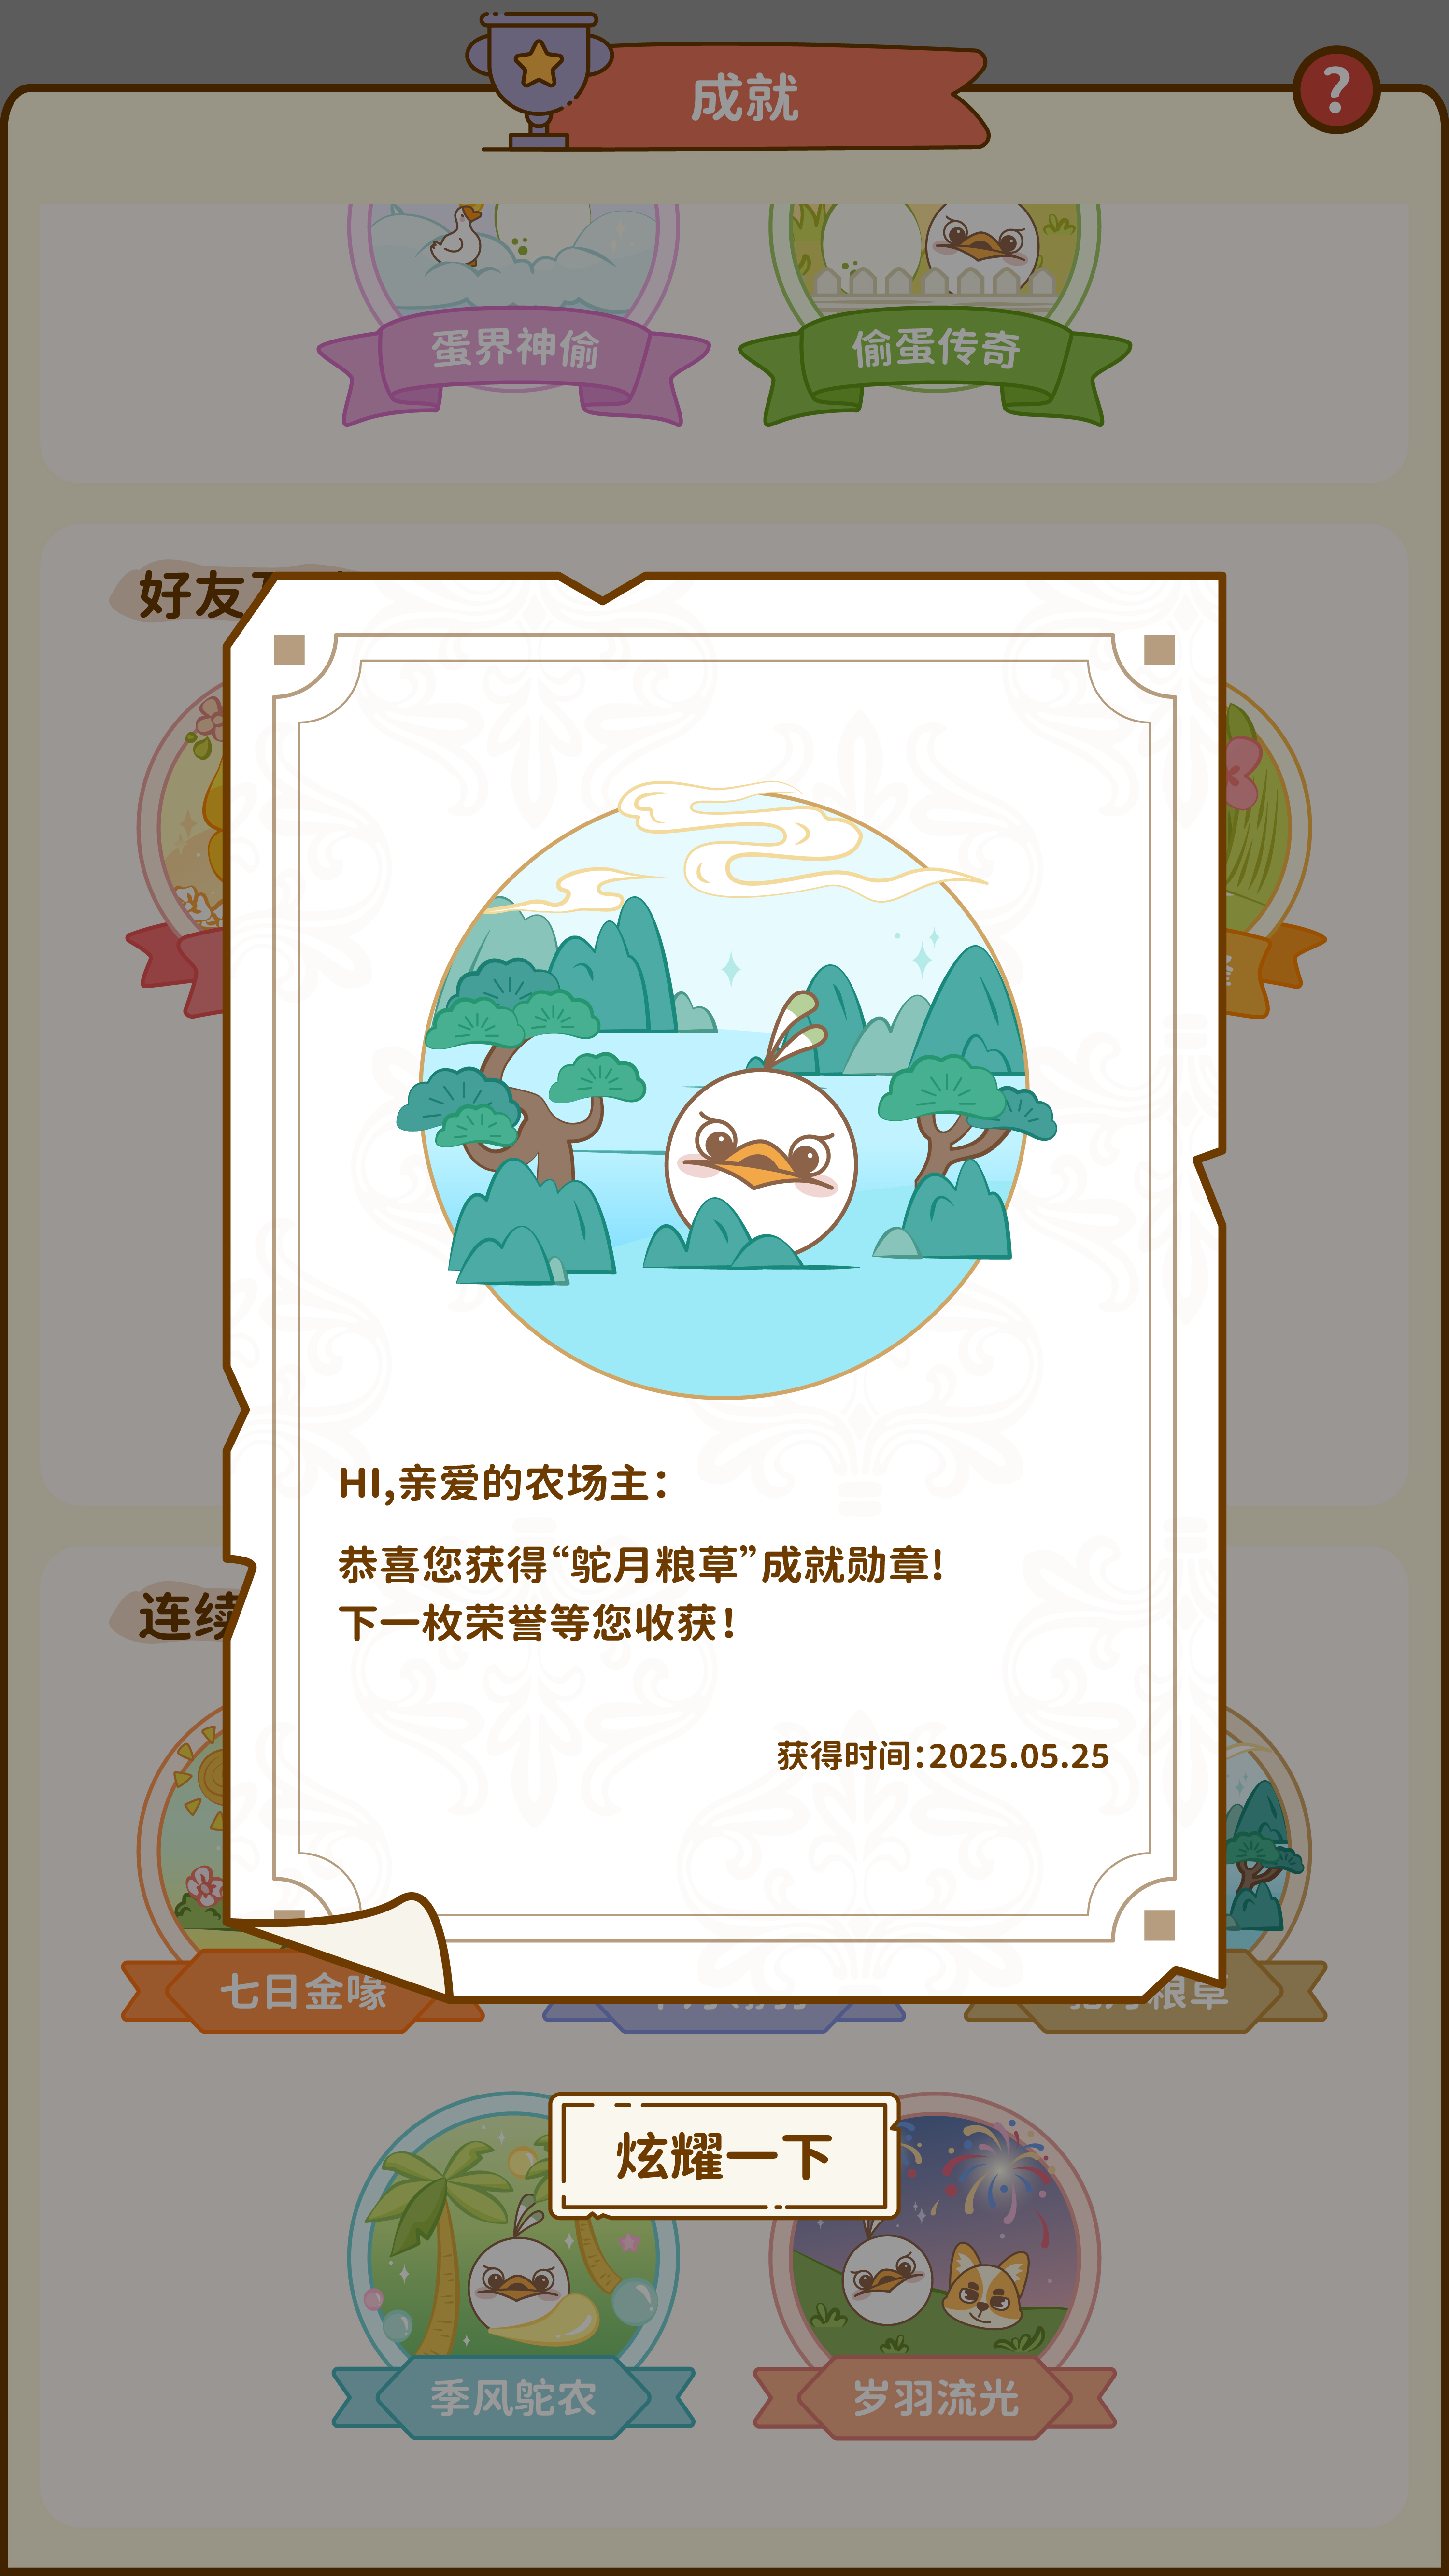 成就
?
蛋界神偷
偷蛋传奇
好友
HI,亲爱的农场主：
恭喜您获得“鸵月粮草”成就勋章!
下一枚荣誉等您收获!
获得时间:2025.05.25
连续
七日金喙
粮草
炫耀一下
季风鸵农
岁羽流光